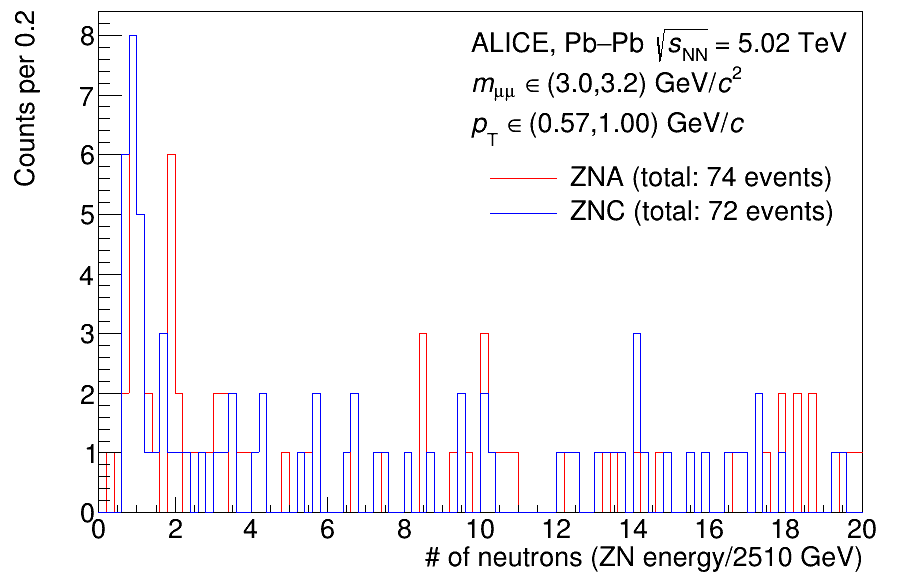 Counts per 0.2
8
7
6
5
4
3
2
1
0
ALICE, Pb–Pb √sNN = 5.02 TeV
mμμ ∈ (3.0,3.2) GeV/c²
pT ∈ (0.57,1.00) GeV/c
ZNA (total: 74 events)
ZNC (total: 72 events)
0 2 4 6 8 10 12 14 16 18 20
# of neutrons (ZN energy/2510 GeV)